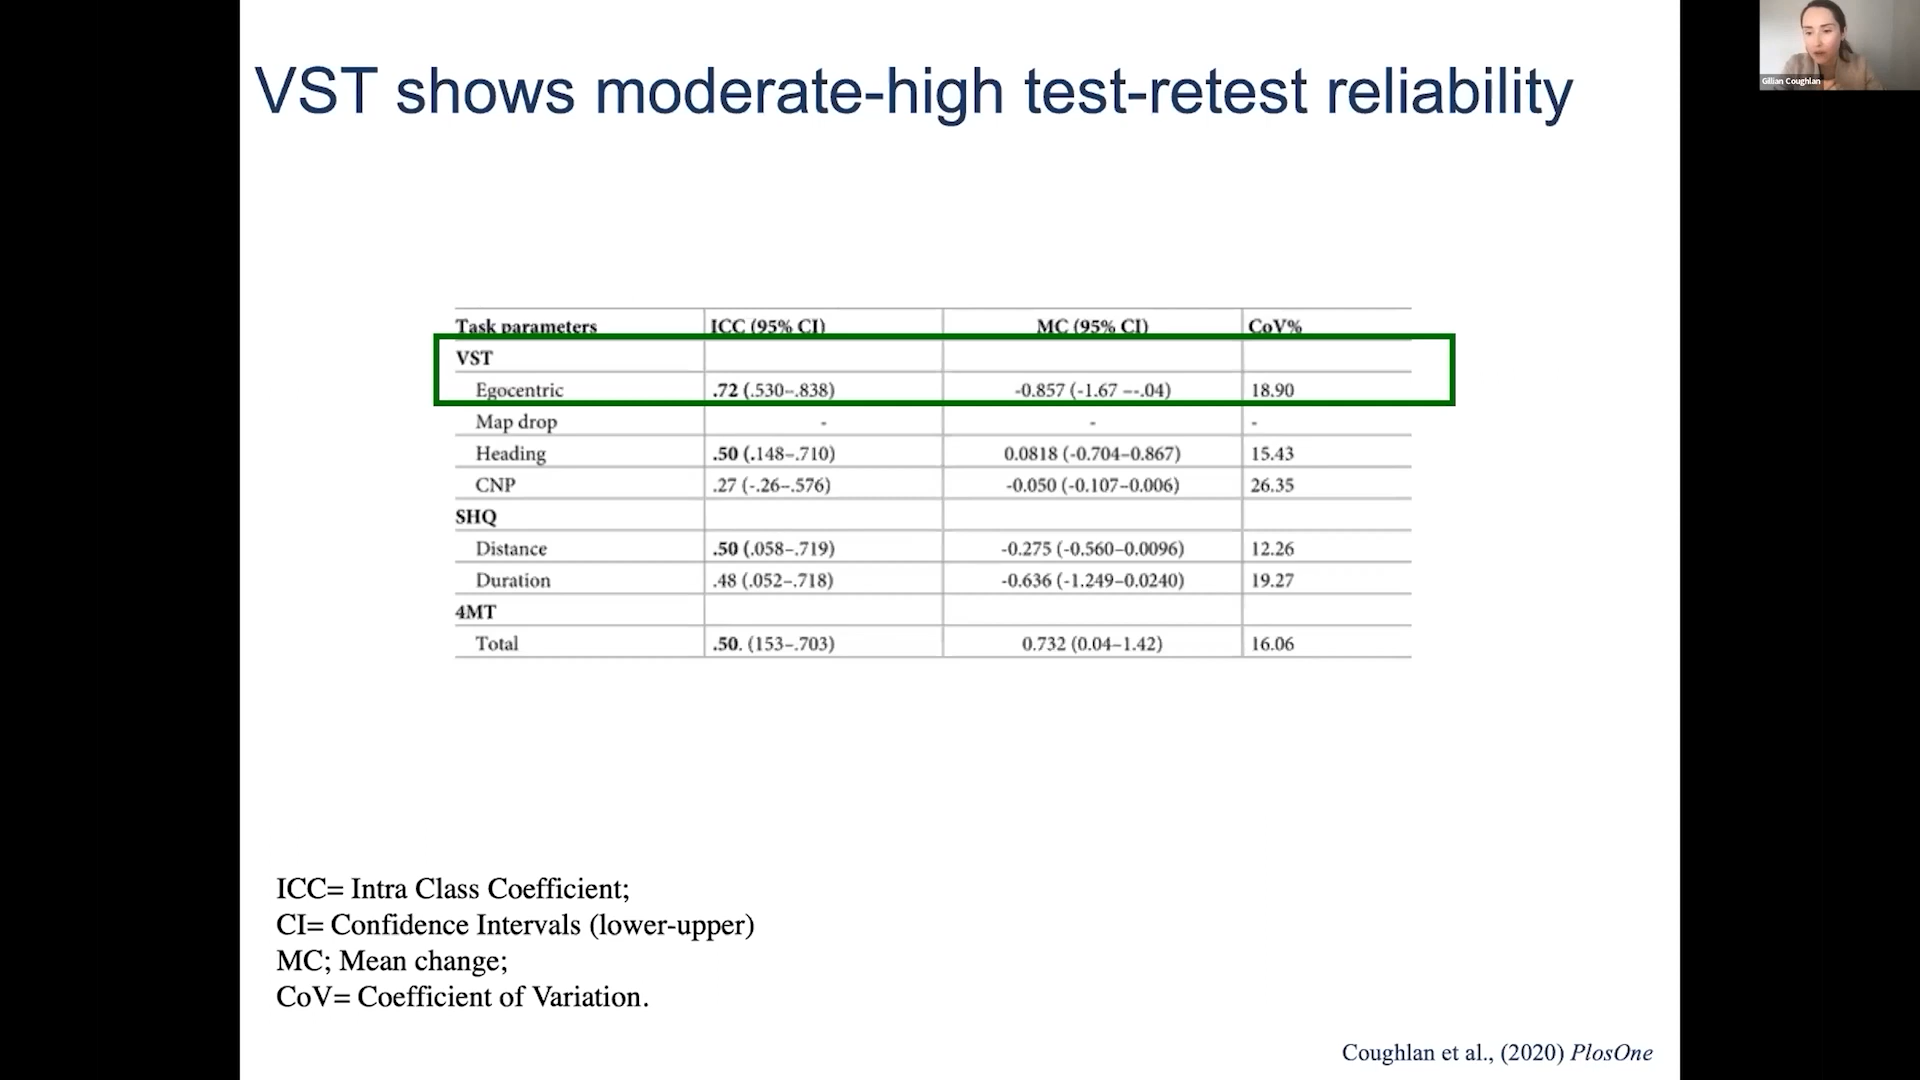 VST shows moderate-high test-retest reliability
Gillian Coughlan
Task parameters ICC (95% CI) MC (95% CI) CoV%
VST
Egocentric .72 (.530–.838) -0.857 (-1.67 –-.04) 18.90
Map drop - - -
Heading .50 (.148–.710) 0.0818 (-0.704–0.867) 15.43
CNP .27 (-.26–.576) -0.050 (-0.107–0.006) 26.35
SHQ
Distance .50 (.058–.719) -0.275 (-0.560–0.0096) 12.26
Duration .48 (.052–.718) -0.636 (-1.249–0.0240) 19.27
4MT
Total .50. (153–.703) 0.732 (0.04–1.42) 16.06
ICC= Intra Class Coefficient;
CI= Confidence Intervals (lower-upper)
MC; Mean change;
CoV= Coefficient of Variation.
Coughlan et al., (2020) PlosOne